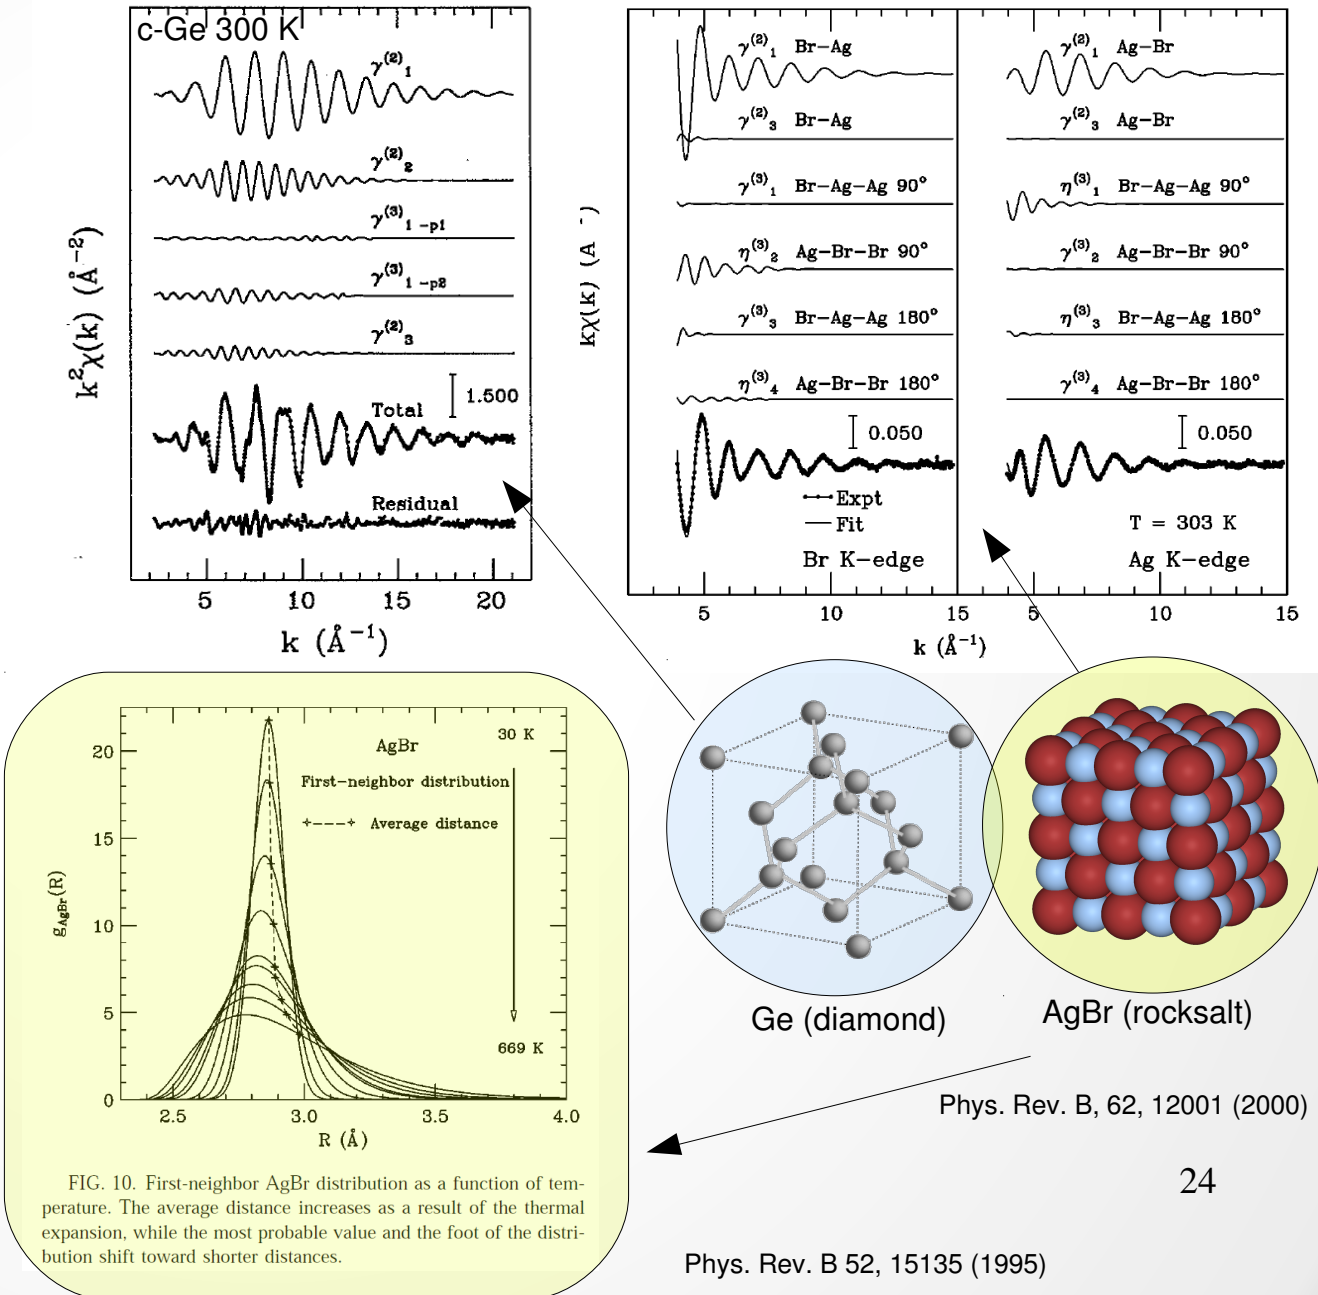 c-Ge 300 K
γ(2)1
γ(2)2
γ(3)1-p1
γ(3)1-p2
γ(2)3
1.500
Total
Residual
k²χ(k) (Å⁻²)
5 10 15 20
k (Å⁻¹)
γ(2)1 Br-Ag
γ(2)3 Br-Ag
γ(3)1 Br-Ag-Ag 90°
η(3)2 Ag-Br-Br 90°
γ(3)3 Br-Ag-Ag 180°
η(3)4 Ag-Br-Br 180°
0.050
Expt
Fit
Br K-edge
γ(2)1 Ag-Br
γ(2)3 Ag-Br
η(3)1 Br-Ag-Ag 90°
γ(3)2 Ag-Br-Br 90°
η(3)3 Br-Ag-Ag 180°
γ(3)4 Ag-Br-Br 180°
0.050
T = 303 K
Ag K-edge
kχ(k) (A
5 10 15 5 10 15
k (Å⁻¹)
AgBr
30 K
First-neighbor distribution
Average distance
669 K
gAgBr(R)
20
15
10
5
0
2.5 3.0 3.5 4.0
R (Å)
FIG. 10. First-neighbor AgBr distribution as a function of tem-
perature. The average distance increases as a result of the thermal
expansion, while the most probable value and the foot of the distri-
bution shift toward shorter distances.
Ge (diamond)
AgBr (rocksalt)
Phys. Rev. B, 62, 12001 (2000)
24
Phys. Rev. B 52, 15135 (1995)